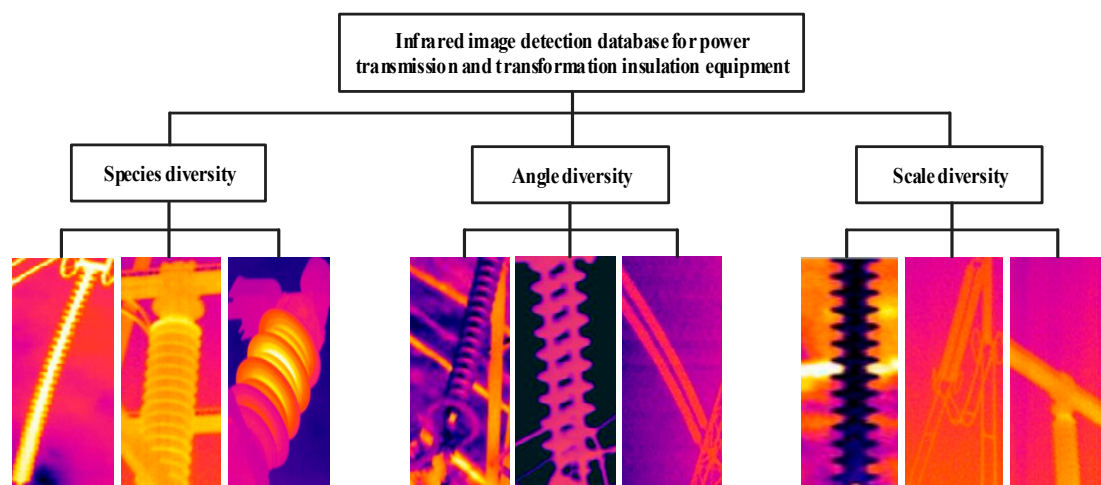 Infrared image detection database for power
transmission and transformation insulation equipment
Species diversity
Angle diversity
Scale diversity